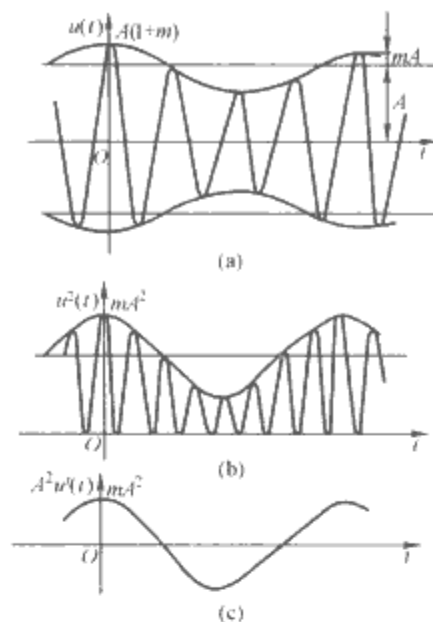 u(t) A(1+m)
mA
A
O t
(a)
u²(t) mA²
O t
(b)
A²u'(t) mA²
O t
(c)